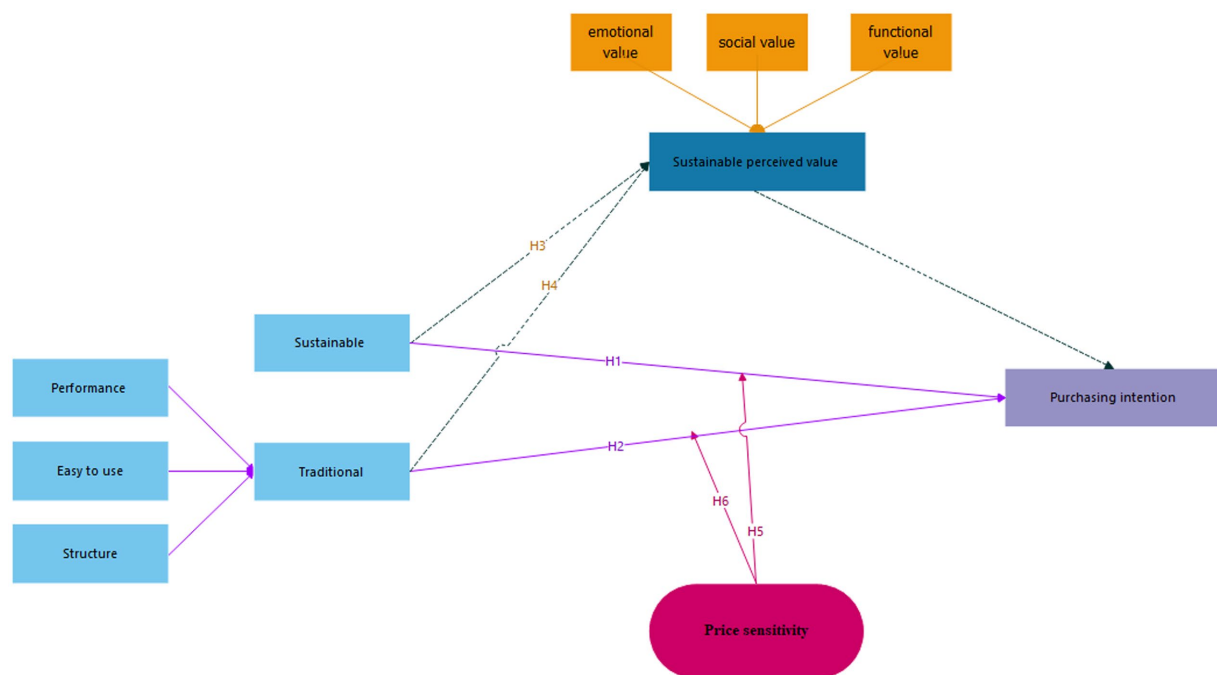 emotional
value
social value
functional
value
Sustainable perceived value
H3
H4
Sustainable
H1
Performance
Purchasing intention
H2
Easy to use
Traditional
H6
H5
Structure
Price sensitivity